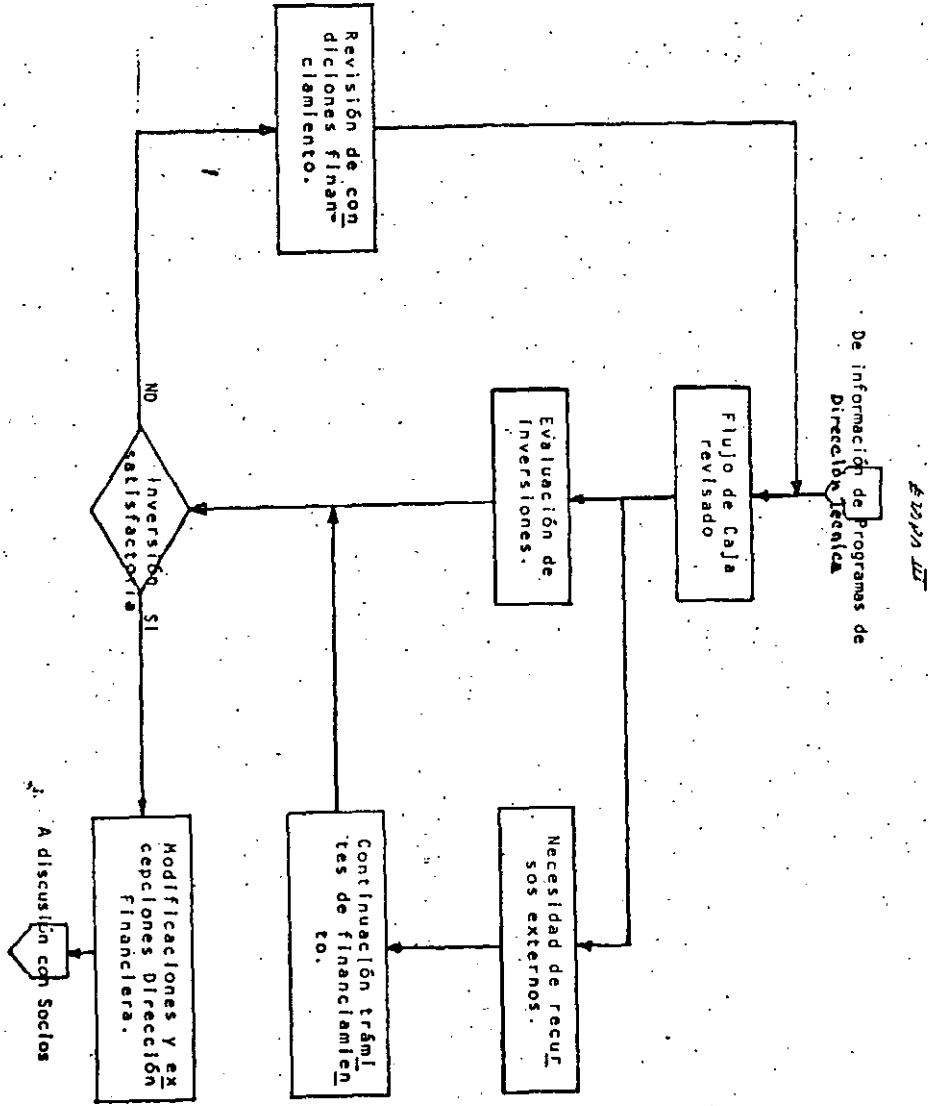 De información de Programas de
Dirección Técnica
Flujo de Caja
revisado
Evaluación de
inversiones.
Necesidad de recur
sos externos.
Continuación trámi
tes de financiamien
to.
Revisión de con
diciones finan-
ciamiento.
NO
Inversión
satisfactoria
SI
Modificaciones y ex
cepciones Dirección
Financiera.
A discusión con Socios